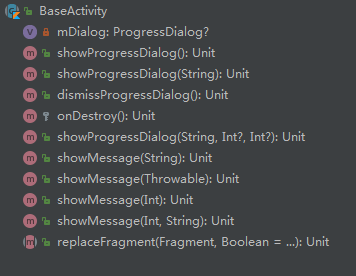 BaseActivity
mDialog: ProgressDialog?
showProgressDialog(): Unit
showProgressDialog(String): Unit
dismissProgressDialog(): Unit
onDestroy(): Unit
showProgressDialog(String, Int?, Int?): Unit
showMessage(String): Unit
showMessage(Throwable): Unit
showMessage(Int): Unit
showMessage(Int, String): Unit
replaceFragment(Fragment, Boolean = ...): Unit